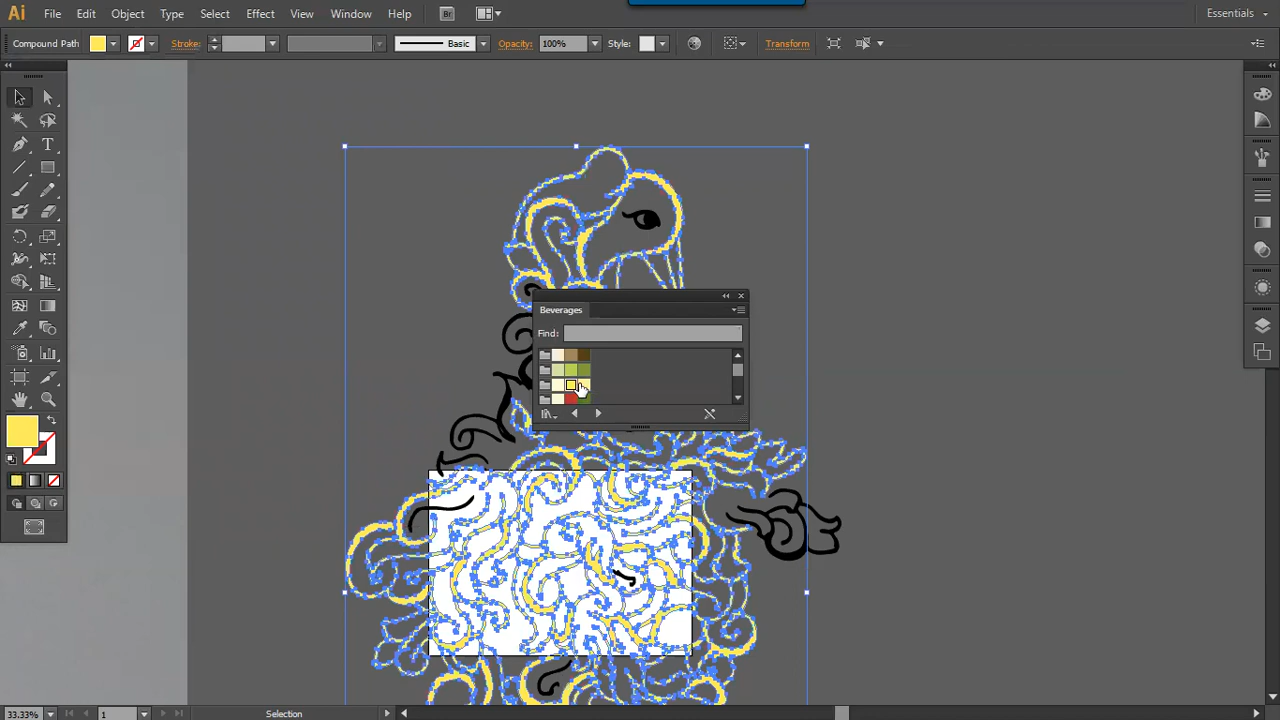 Ai File Edit Object Type Select Effect View Window Help Br Essentials
Compound Path Stroke: Basic Opacity: 100% Style: Transform
Beverages
Find:
33.33% 1 Selection